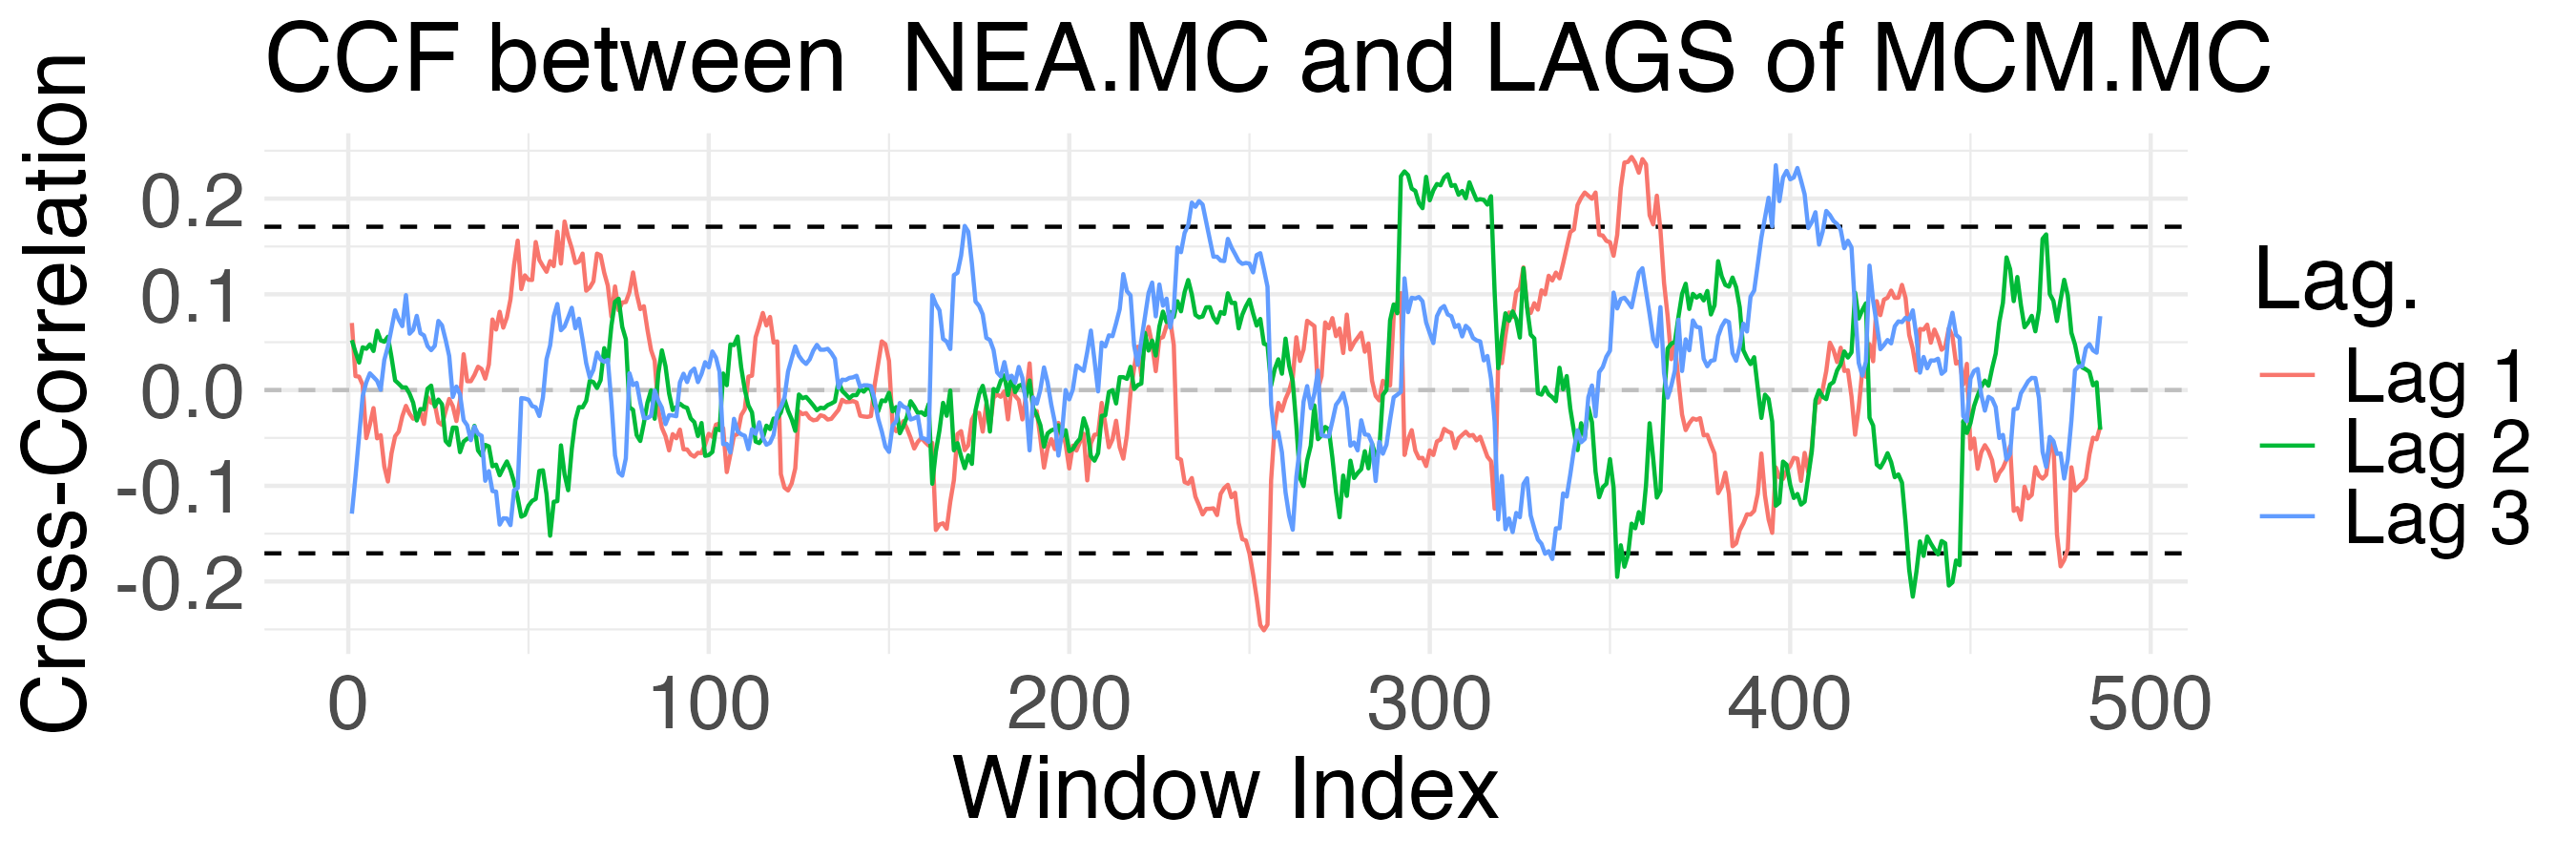 CCF between  NEA.MC and LAGS of MCM.MC
Cross-Correlation
0.2
0.1
0.0
-0.1
-0.2
0 100 200 300 400 500
Window Index
Lag.
Lag 1
Lag 2
Lag 3